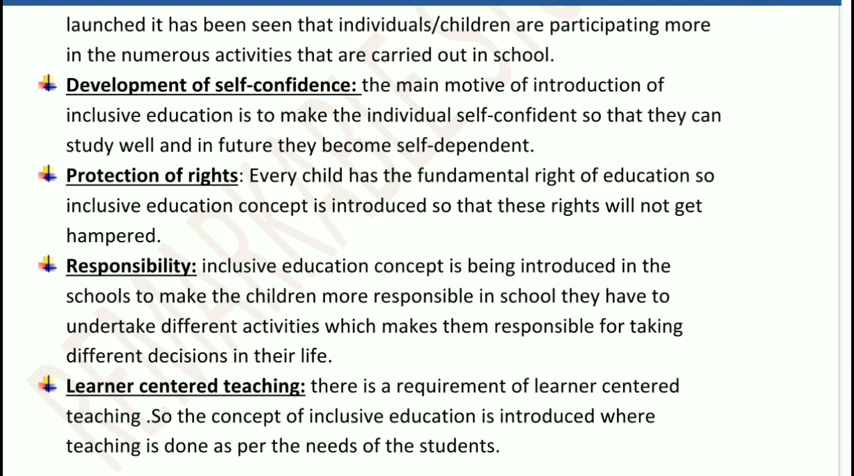 launched it has been seen that individuals/children are participating more
in the numerous activities that are carried out in school.
Development of self-confidence: the main motive of introduction of
inclusive education is to make the individual self-confident so that they can
study well and in future they become self-dependent.
Protection of rights: Every child has the fundamental right of education so
inclusive education concept is introduced so that these rights will not get
hampered.
Responsibility: inclusive education concept is being introduced in the
schools to make the children more responsible in school they have to
undertake different activities which makes them responsible for taking
different decisions in their life.
Learner centered teaching: there is a requirement of learner centered
teaching .So the concept of inclusive education is introduced where
teaching is done as per the needs of the students.
REMARKABLE